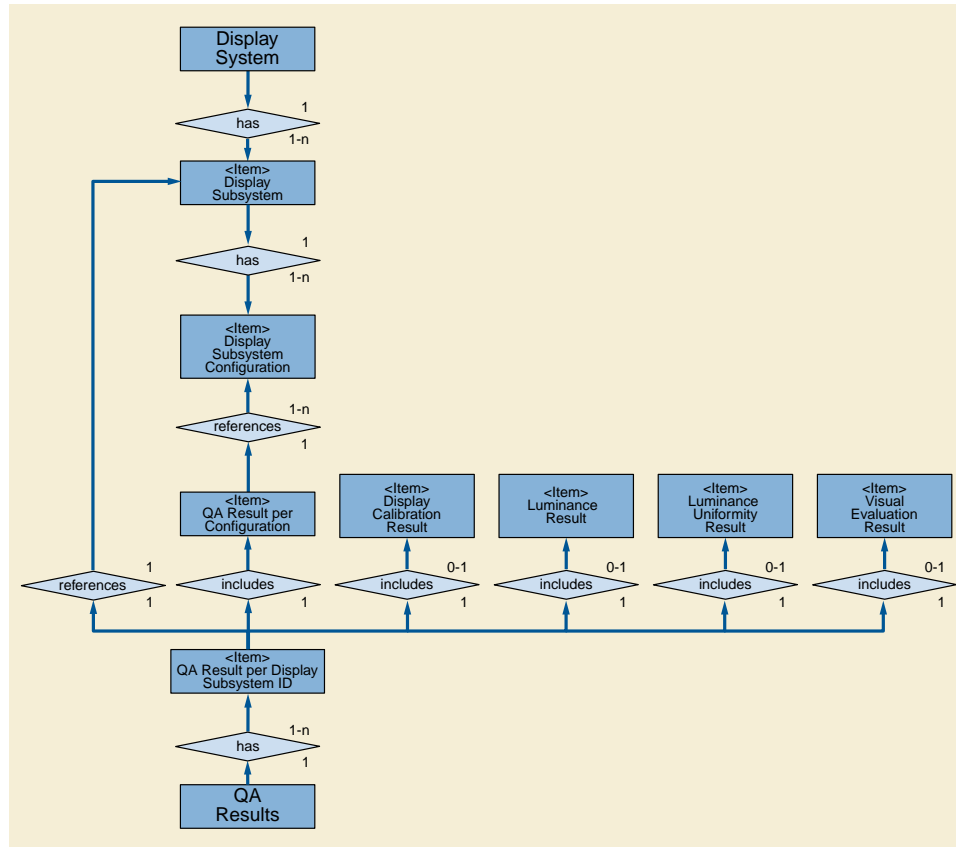 Display
System
1
has
1-n
<Item>
Display
Subsystem
1
has
1-n
<Item>
Display
Subsystem
Configuration
1-n
references
1
<Item>
QA Result per
Configuration
<Item>
Display
Calibration
Result
<Item>
Luminance
Result
<Item>
Luminance
Uniformity
Result
<Item>
Visual
Evaluation
Result
1
references
1
includes
1
0-1
includes
1
0-1
includes
1
0-1
includes
1
0-1
includes
1
<Item>
QA Result per Display
Subsystem ID
1-n
has
1
QA
Results